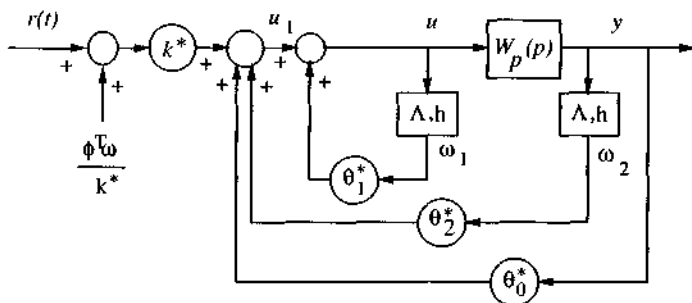 r(t)
+
+
k*
+
+
+
u₁
+
+
u
Wₚ(p)
y
Λ,h
ω₁
Λ,h
ω₂
ϕᵀω
k*
θ₁*
θ₂*
θ₀*